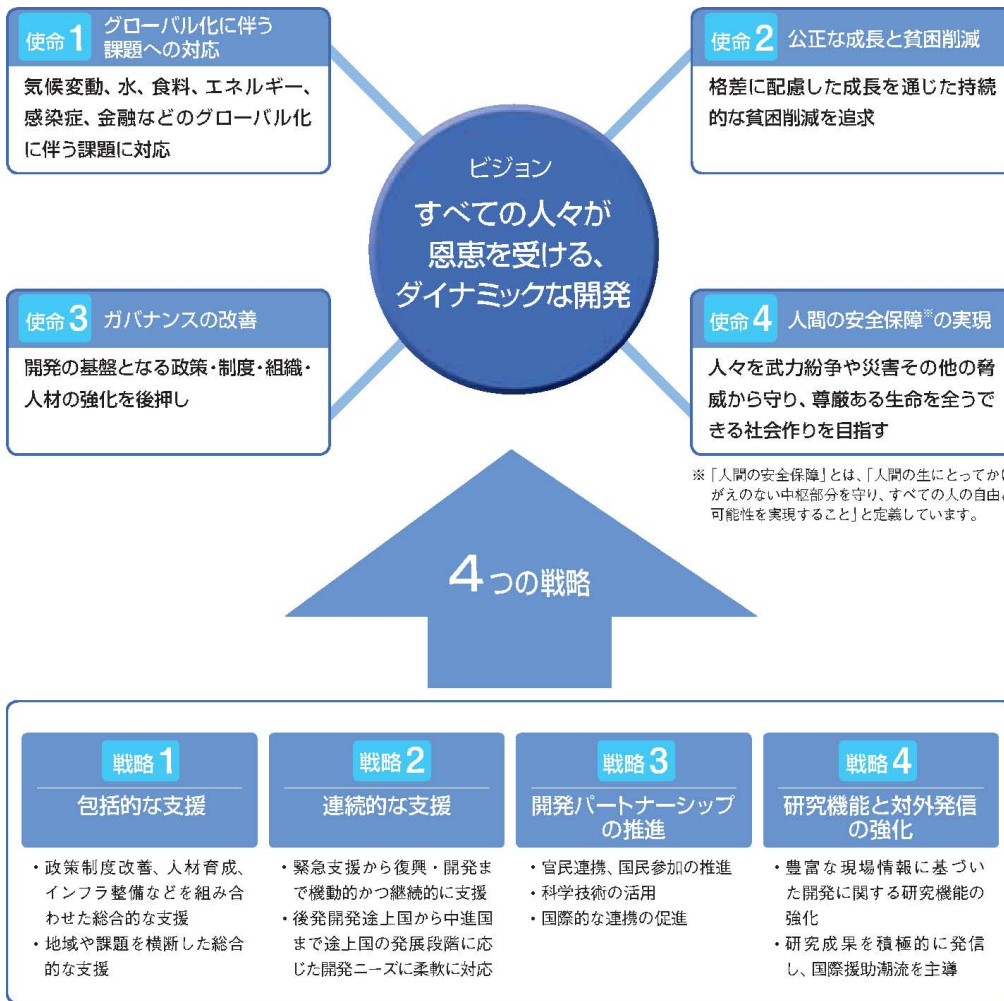 使命1 グローバル化に伴う
課題への対応
気候変動、水、食料、エネルギー、
感染症、金融などのグローバル化
に伴う課題に対応
使命2 公正な成長と貧困削減
格差に配慮した成長を通じた持続
的な貧困削減を追求
ビジョン
すべての人々が
恩恵を受ける、
ダイナミックな開発
使命3 ガバナンスの改善
開発の基盤となる政策・制度・組織・
人材の強化を後押し
使命4 人間の安全保障※の実現
人々を武力紛争や災害その他の脅
威から守り、尊厳ある生命を全うで
きる社会作りを目指す
※「人間の安全保障」とは、「人間の生にとってかけ
がえのない中枢部分を守り、すべての人の自由と
可能性を実現すること」と定義しています。
4つの戦略
戦略1
包括的な支援
・政策制度改善、人材育成、
インフラ整備などを組み合
わせた総合的な支援
・地域や課題を横断した総合
的な支援
戦略2
連続的な支援
・緊急支援から復興・開発ま
で機動的かつ継続的に支援
・後発開発途上国から中進国
まで途上国の発展段階に応
じた開発ニーズに柔軟に対応
戦略3
開発パートナーシップ
の推進
・官民連携、国民参加の推進
・科学技術の活用
・国際的な連携の促進
戦略4
研究機能と対外発信
の強化
・豊富な現場情報に基づい
た開発に関する研究機能の
強化
・研究成果を積極的に発信
し、国際援助潮流を主導